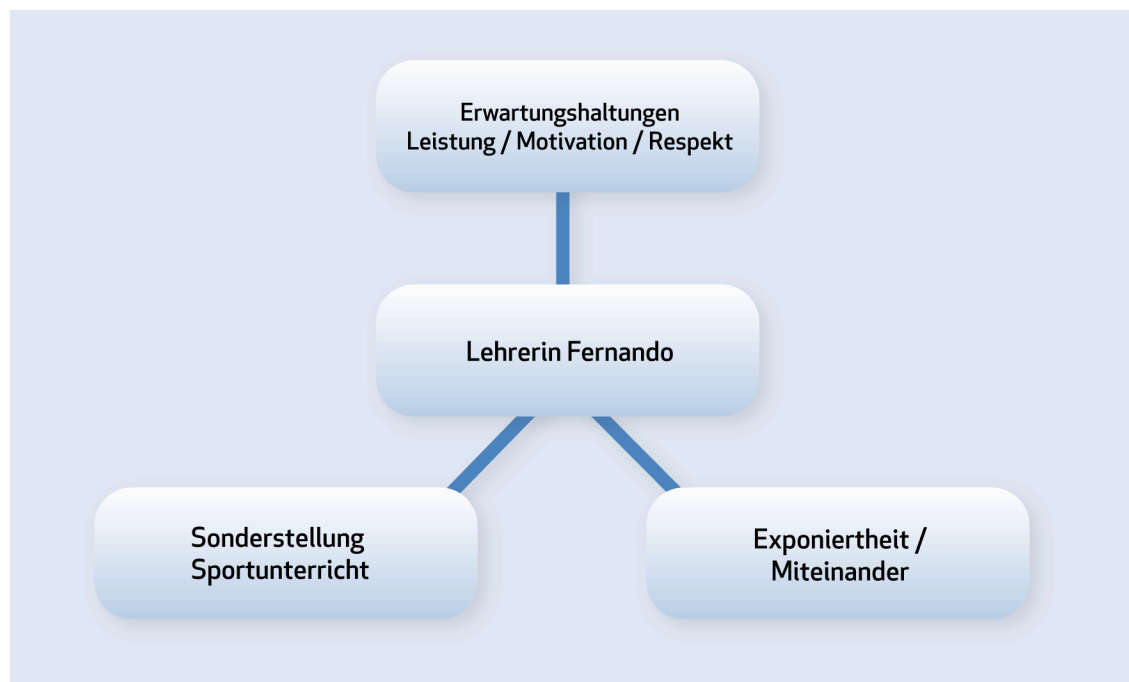 Erwartungshaltungen
Leistung / Motivation / Respekt
Lehrerin Fernando
Sonderstellung
Sportunterricht
Exponiertheit /
Miteinander